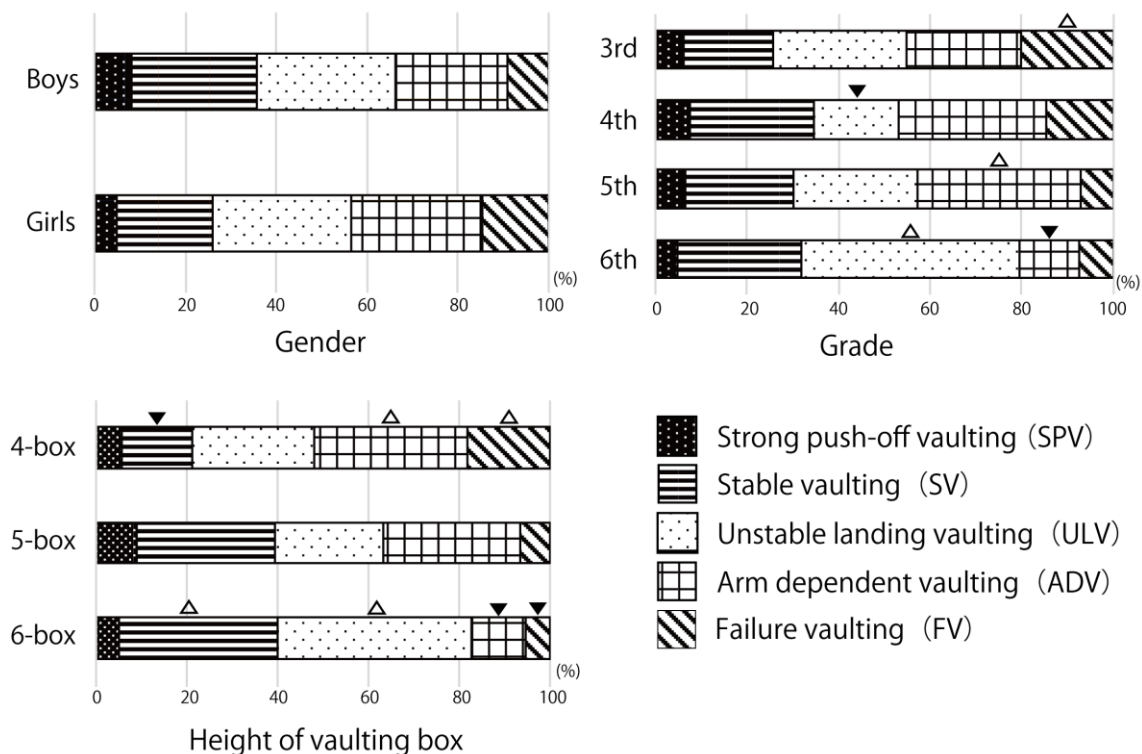 Boys
Girls
(%)
0 20 40 60 80 100
Gender
3rd
4th
5th
6th
(%)
0 20 40 60 80 100
Grade
4-box
5-box
6-box
(%)
0 20 40 60 80 100
Height of vaulting box
Strong push-off vaulting（SPV）
Stable vaulting（SV）
Unstable landing vaulting（ULV）
Arm dependent vaulting（ADV）
Failure vaulting（FV）